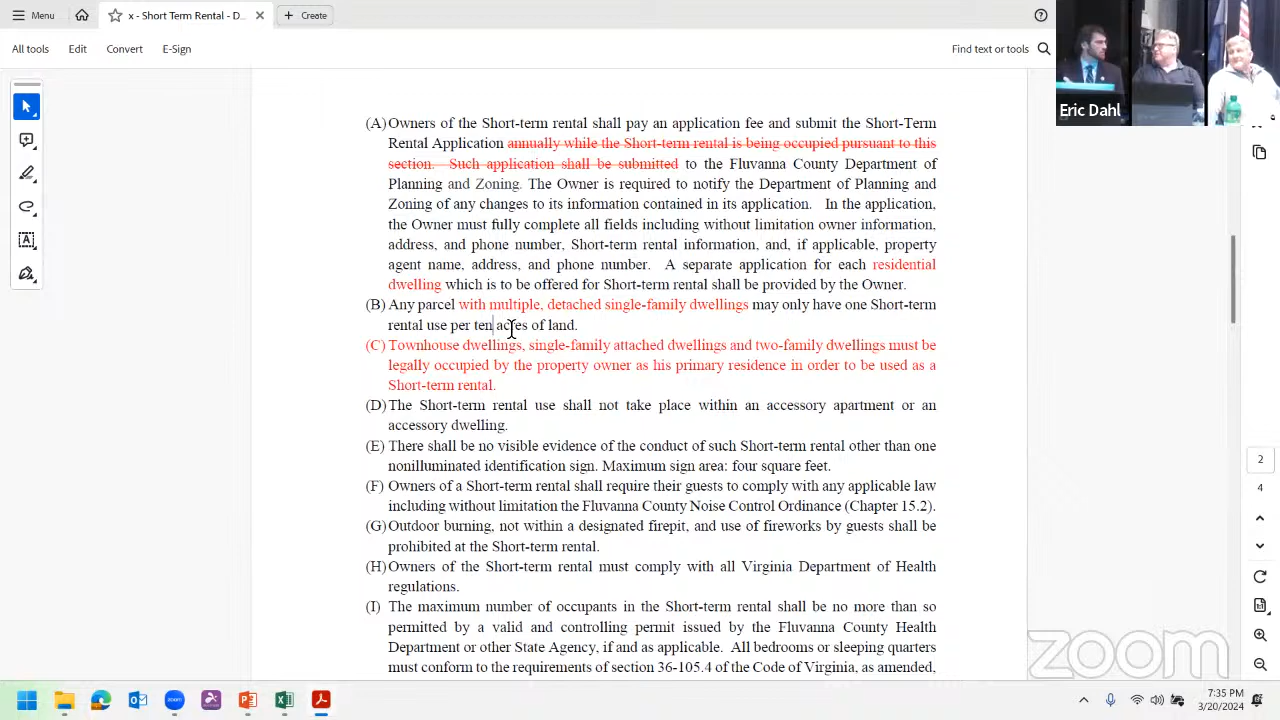 Menu
x - Short Term Rental - D...
Create
All tools
Edit
Convert
E-Sign
Find text or tools
Eric Dahl
(A) Owners of the Short-term rental shall pay an application fee and submit the Short-Term
Rental Application annually while the Short-term rental is being occupied pursuant to this
section. Such application shall be submitted to the Fluvanna County Department of
Planning and Zoning. The Owner is required to notify the Department of Planning and
Zoning of any changes to its information contained in its application. In the application,
the Owner must fully complete all fields including without limitation owner information,
address, and phone number, Short-term rental information, and, if applicable, property
agent name, address, and phone number. A separate application for each residential
dwelling which is to be offered for Short-term rental shall be provided by the Owner.
(B) Any parcel with multiple, detached single-family dwellings may only have one Short-term
rental use per ten acres of land.
(C) Townhouse dwellings, single-family attached dwellings and two-family dwellings must be
legally occupied by the property owner as his primary residence in order to be used as a
Short-term rental.
(D) The Short-term rental use shall not take place within an accessory apartment or an
accessory dwelling.
(E) There shall be no visible evidence of the conduct of such Short-term rental other than one
nonilluminated identification sign. Maximum sign area: four square feet.
(F) Owners of a Short-term rental shall require their guests to comply with any applicable law
including without limitation the Fluvanna County Noise Control Ordinance (Chapter 15.2).
(G) Outdoor burning, not within a designated firepit, and use of fireworks by guests shall be
prohibited at the Short-term rental.
(H) Owners of the Short-term rental must comply with all Virginia Department of Health
regulations.
(I) The maximum number of occupants in the Short-term rental shall be no more than so
permitted by a valid and controlling permit issued by the Fluvanna County Health
Department or other State Agency, if and as applicable. All bedrooms or sleeping quarters
must conform to the requirements of section 36-105.4 of the Code of Virginia, as amended,
2
4
zoom
7:35 PM
3/20/2024